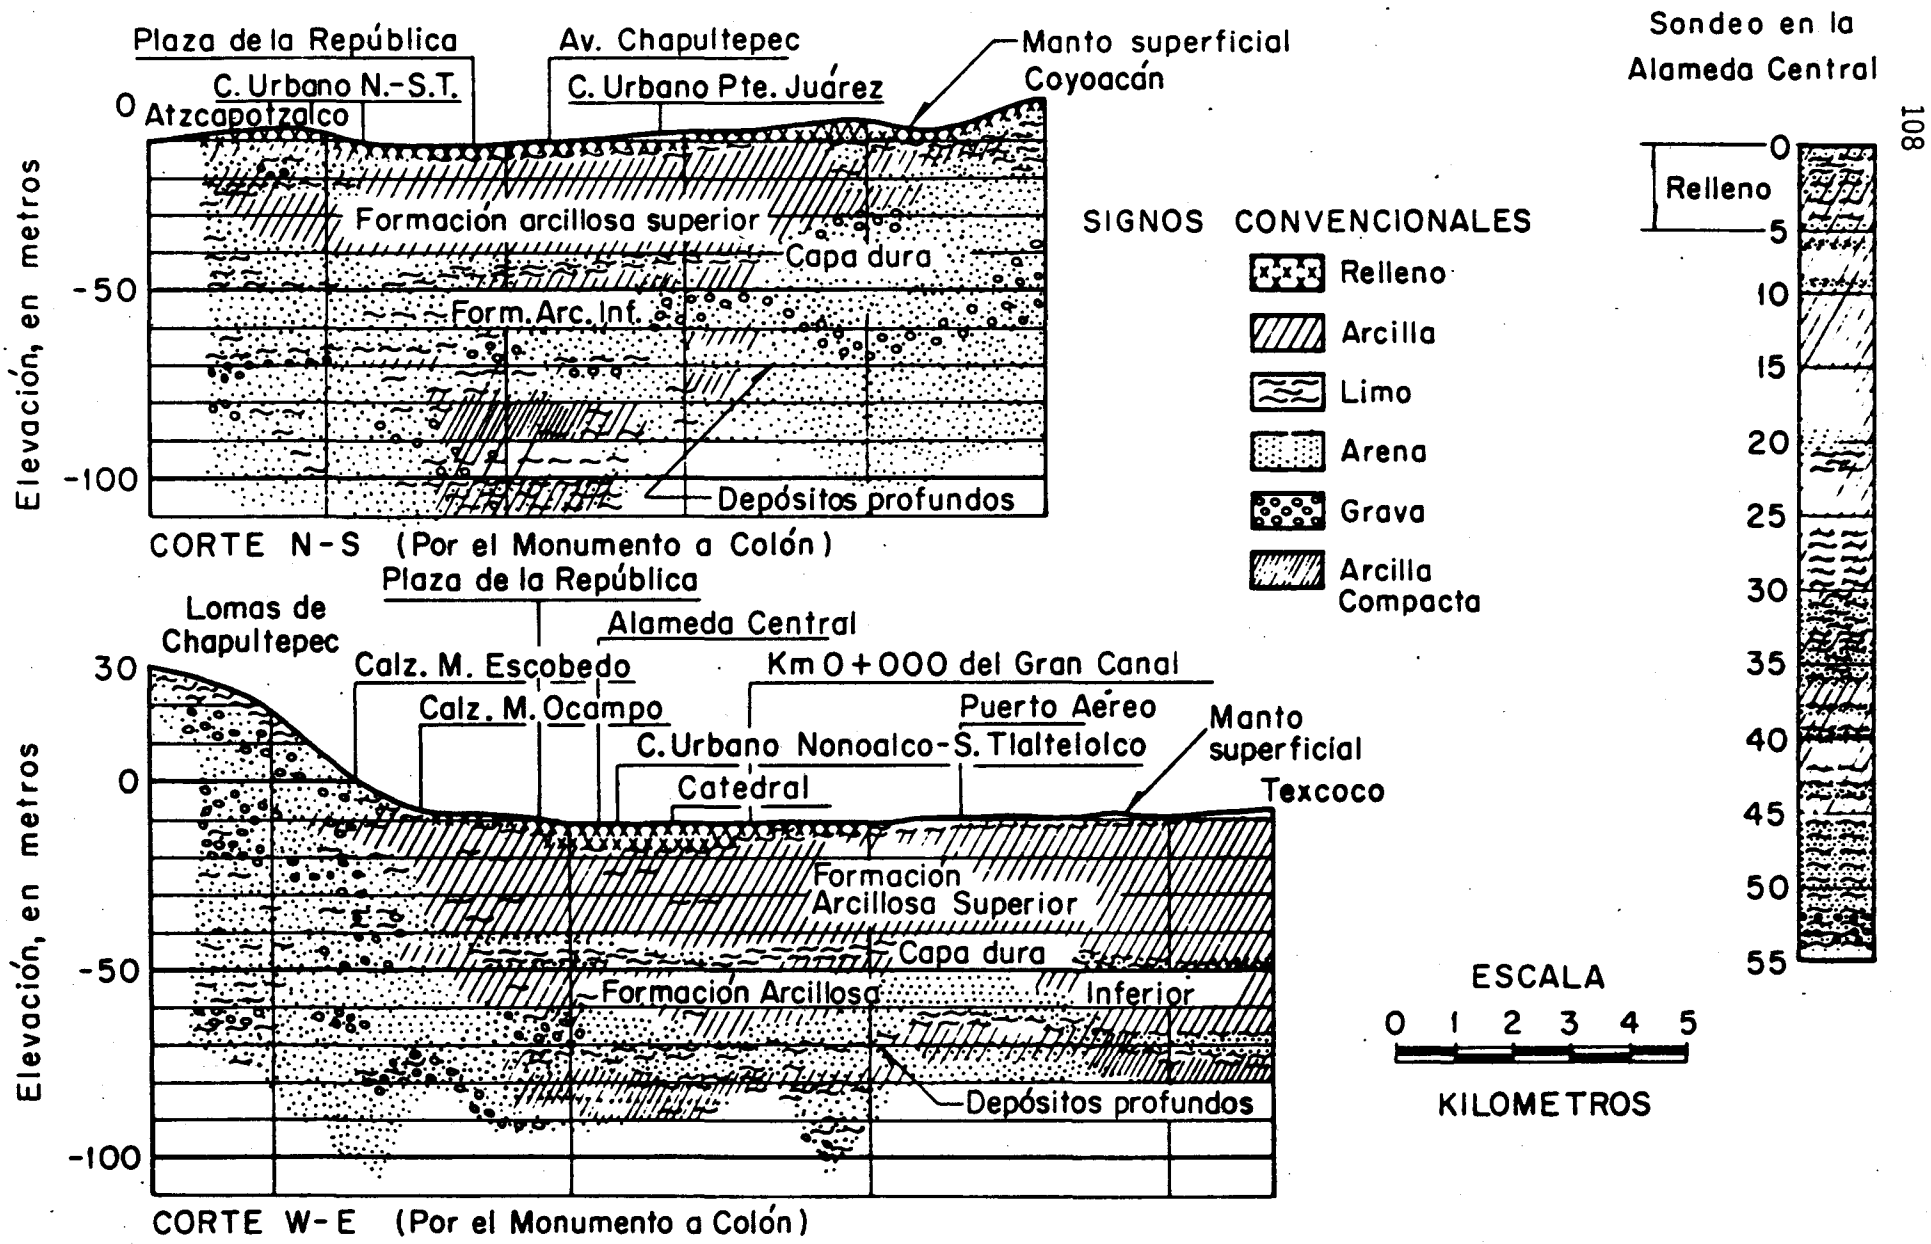 108
Plaza de la República
Av. Chapultepec
Manto superficial
Coyoacán
C. Urbano N.-S.T.
C. Urbano Pte. Juárez
Atzcapotzalco
Elevación, en metros
0
-50
-100
Formación arcillosa superior
Capa dura
Form. Arc. Inf.
Depósitos profundos
CORTE N-S (Por el Monumento a Colón)
Plaza de la República
Lomas de
Chapultepec
Alameda Central
Calz. M. Escobedo
Km 0+000 del Gran Canal
Calz. M. Ocampo
Puerto Aéreo
Manto
superficial
C. Urbano Nonoalco-S. Tlaltelolco
Catedral
Texcoco
Elevación, en metros
30
0
-50
-100
Formación
Arcillosa Superior
Capa dura
Formación Arcillosa
Inferior
Depósitos profundos
CORTE W-E (Por el Monumento a Colón)
SIGNOS CONVENCIONALES
Relleno
Arcilla
Limo
Arena
Grava
Arcilla
Compacta
ESCALA
0 1 2 3 4 5
KILOMETROS
Sondeo en la
Alameda Central
Relleno
0
5
10
15
20
25
30
35
40
45
50
55